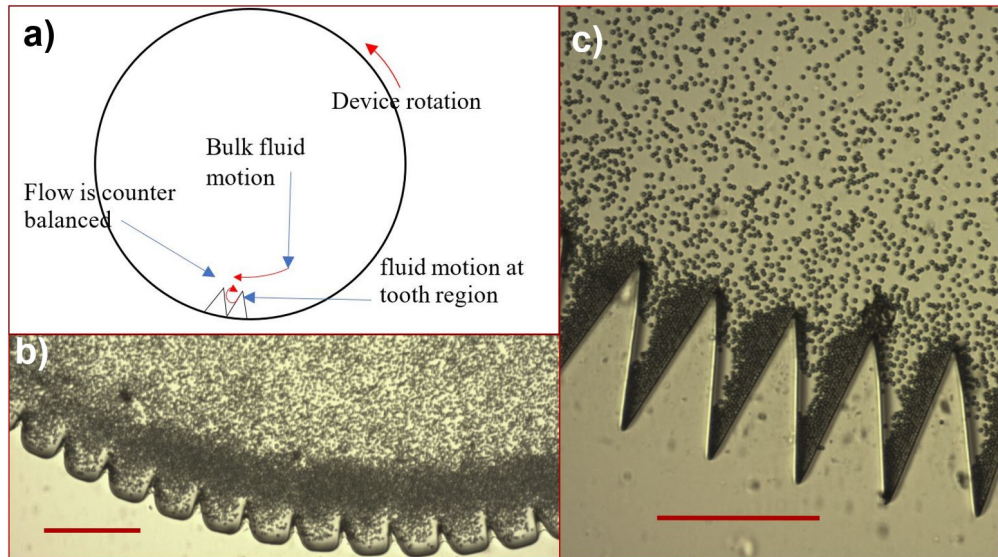 a)
Device rotation
Bulk fluid
motion
Flow is counter
balanced
fluid motion at
tooth region
b)
c)